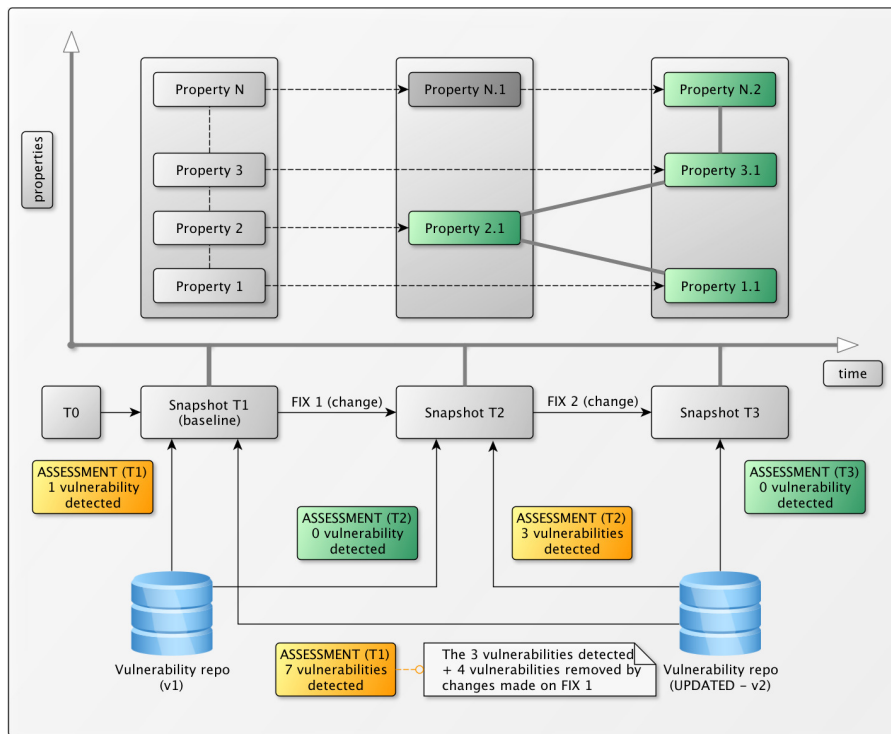 properties
Property N
Property N.1
Property N.2
Property 3
Property 3.1
Property 2
Property 2.1
Property 1
Property 1.1
time
T0
Snapshot T1
(baseline)
FIX 1 (change)
Snapshot T2
FIX 2 (change)
Snapshot T3
ASSESSMENT (T1)
1 vulnerability
detected
ASSESSMENT (T2)
0 vulnerability
detected
ASSESSMENT (T2)
3 vulnerabilities
detected
ASSESSMENT (T3)
0 vulnerability
detected
Vulnerability repo
(v1)
ASSESSMENT (T1)
7 vulnerabilities
detected
The 3 vulnerabilities detected
+ 4 vulnerabilities removed by
changes made on FIX 1
Vulnerability repo
(UPDATED - v2)